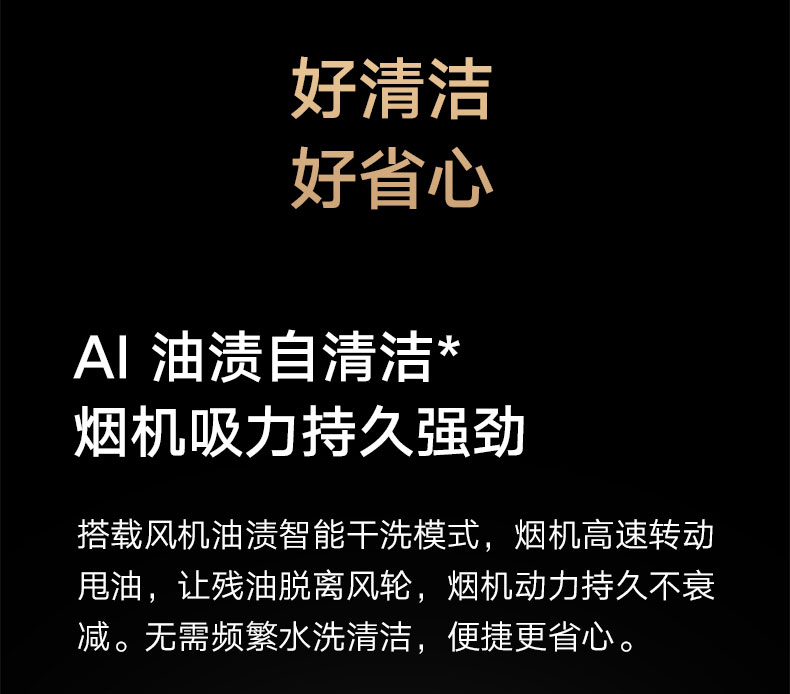 好清洁
好省心
AI 油渍自清洁*
烟机吸力持久强劲
搭载风机油渍智能干洗模式，烟机高速转动
甩油，让残油脱离风轮，烟机动力持久不衰
减。无需频繁水洗清洁，便捷更省心。